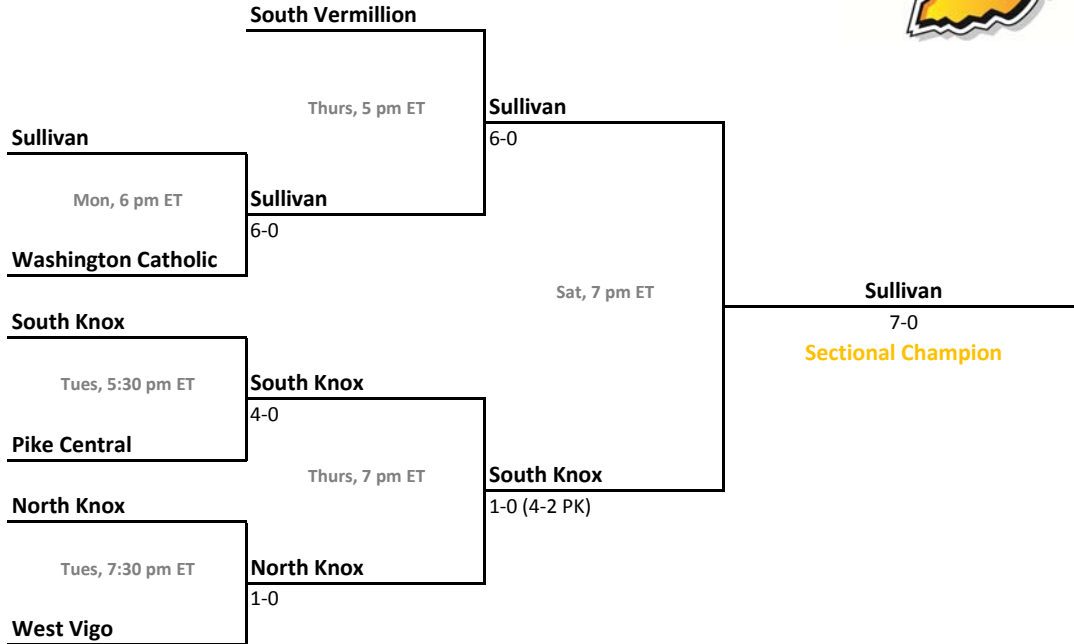 South Vermillion
Thurs, 5 pm ET
Sullivan
Sullivan
6-0
Mon, 6 pm ET
Sullivan
6-0
Washington Catholic
Sat, 7 pm ET
Sullivan
South Knox
7-0
Sectional Champion
Tues, 5:30 pm ET
South Knox
4-0
Pike Central
Thurs, 7 pm ET
South Knox
North Knox
1-0 (4-2 PK)
Tues, 7:30 pm ET
North Knox
1-0
West Vigo